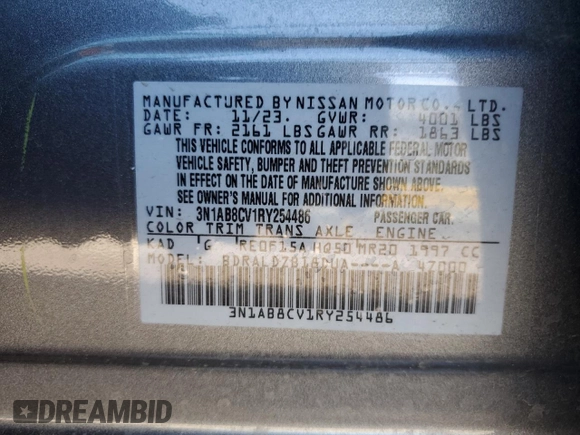 MANUFACTURED BY NISSAN MOTOR CO., LTD.
DATE: 11/23. GVWR: 4001 LBS
GAWR FR: 2161 LBS GAWR RR: 1863 LBS
THIS VEHICLE CONFORMS TO ALL APPLICABLE FEDERAL MOTOR
VEHICLE SAFETY, BUMPER AND THEFT PREVENTION STANDARDS
IN EFFECT ON THE DATE OF MANUFACTURE SHOWN ABOVE.
SEE OWNER'S MANUAL FOR ADDITIONAL INFORMATION.
VIN: 3N1AB8CV1RY254486 PASSENGER CAR.
COLOR TRIM TRANS AXLE ENGINE
KAD 'G RE0F15A HQ50 MR20 1997 CC
MODEL: 47000
3N1AB8CV1RY254486
DREAMBID